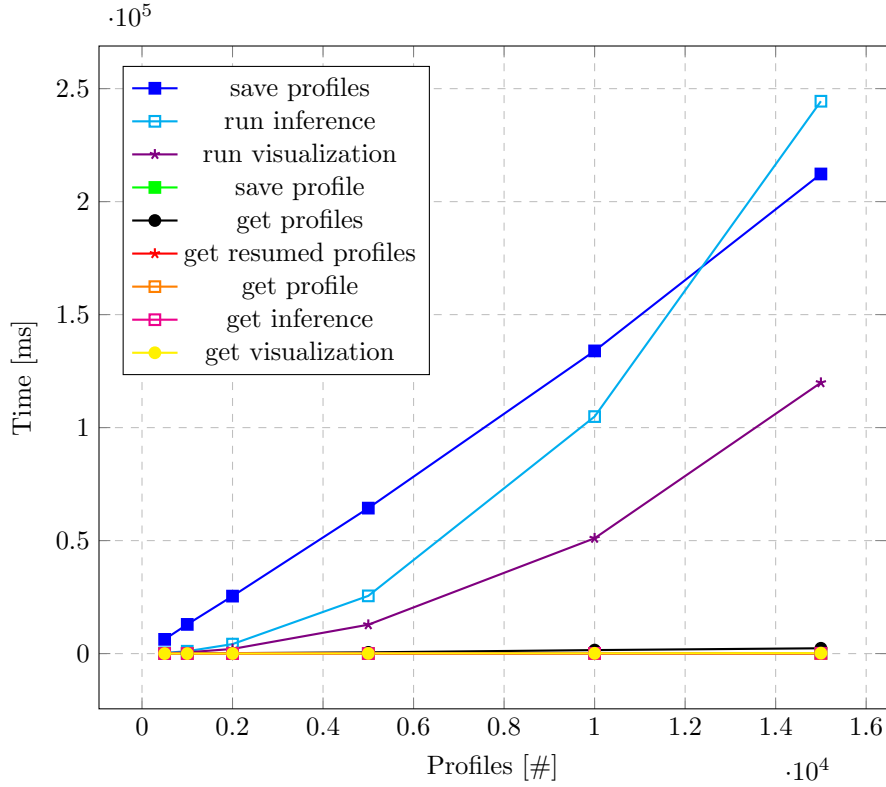 ·10^5
2.5
2
1.5
1
0.5
0
Time [ms]
save profiles
run inference
run visualization
save profile
get profiles
get resumed profiles
get profile
get inference
get visualization
0 0.2 0.4 0.6 0.8 1 1.2 1.4 1.6
Profiles [#]
·10^4